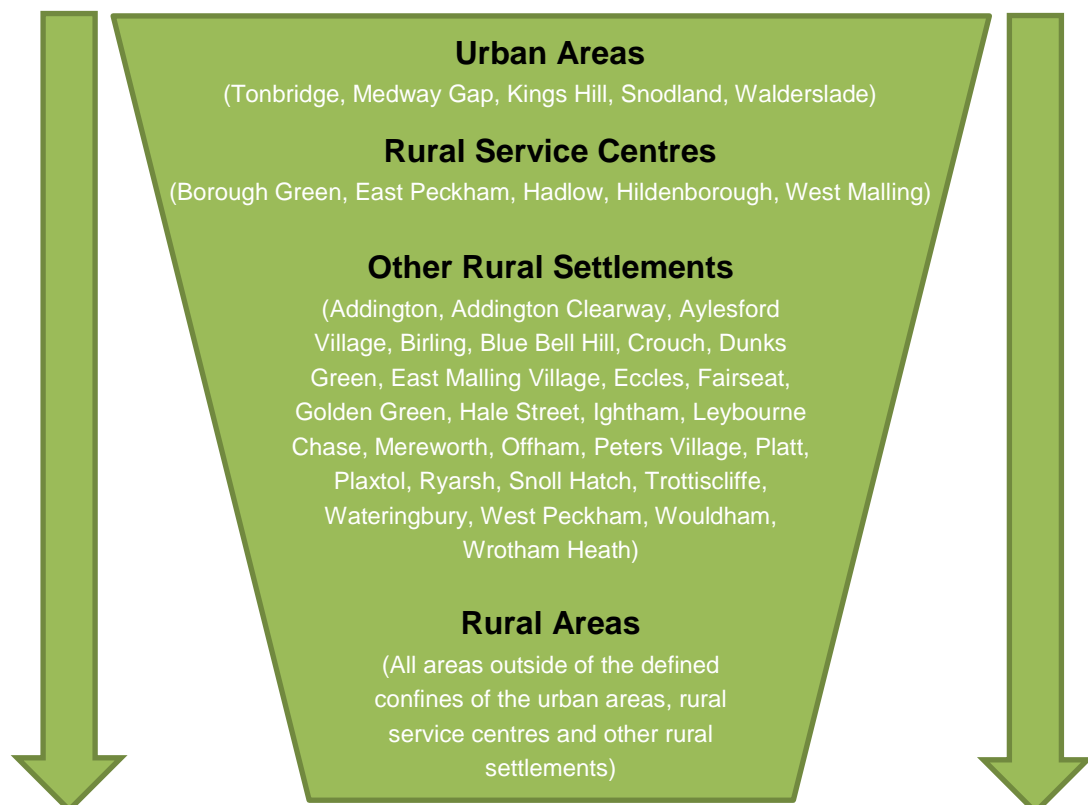 Urban Areas
(Tonbridge, Medway Gap, Kings Hill, Snodland, Walderslade)
Rural Service Centres
(Borough Green, East Peckham, Hadlow, Hildenborough, West Malling)
Other Rural Settlements
(Addington, Addington Clearway, Aylesford
Village, Birling, Blue Bell Hill, Crouch, Dunks
Green, East Malling Village, Eccles, Fairseat,
Golden Green, Hale Street, Ightham, Leybourne
Chase, Mereworth, Offham, Peters Village, Platt,
Plaxtol, Ryarsh, Snoll Hatch, Trottiscliffe,
Wateringbury, West Peckham, Wouldham,
Wrotham Heath)
Rural Areas
(All areas outside of the defined
confines of the urban areas, rural
service centres and other rural
settlements)